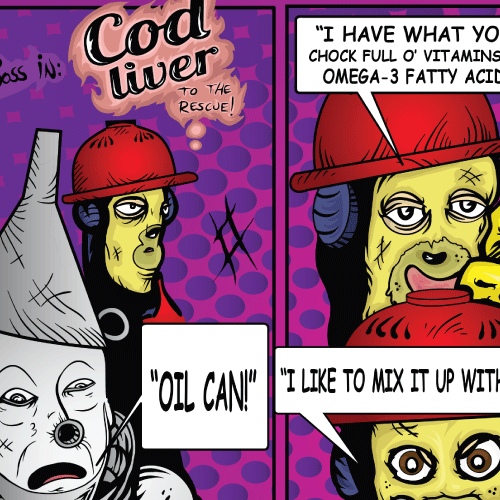 Cod
liver
TO THE
RESCUE!
oss in:
"OIL CAN!"
"I HAVE WHAT YO
CHOCK FULL O' VITAMINS
OMEGA-3 FATTY ACID
"I LIKE TO MIX IT UP WITH